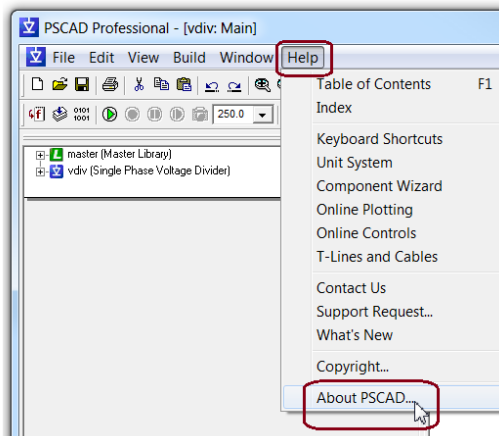 PSCAD Professional - [vdiv: Main]
File Edit View Build Window Help
250.0
master (Master Library)
vdiv (Single Phase Voltage Divider)
Table of Contents F1
Index
Keyboard Shortcuts
Unit System
Component Wizard
Online Plotting
Online Controls
T-Lines and Cables
Contact Us
Support Request...
What's New
Copyright...
About PSCAD...